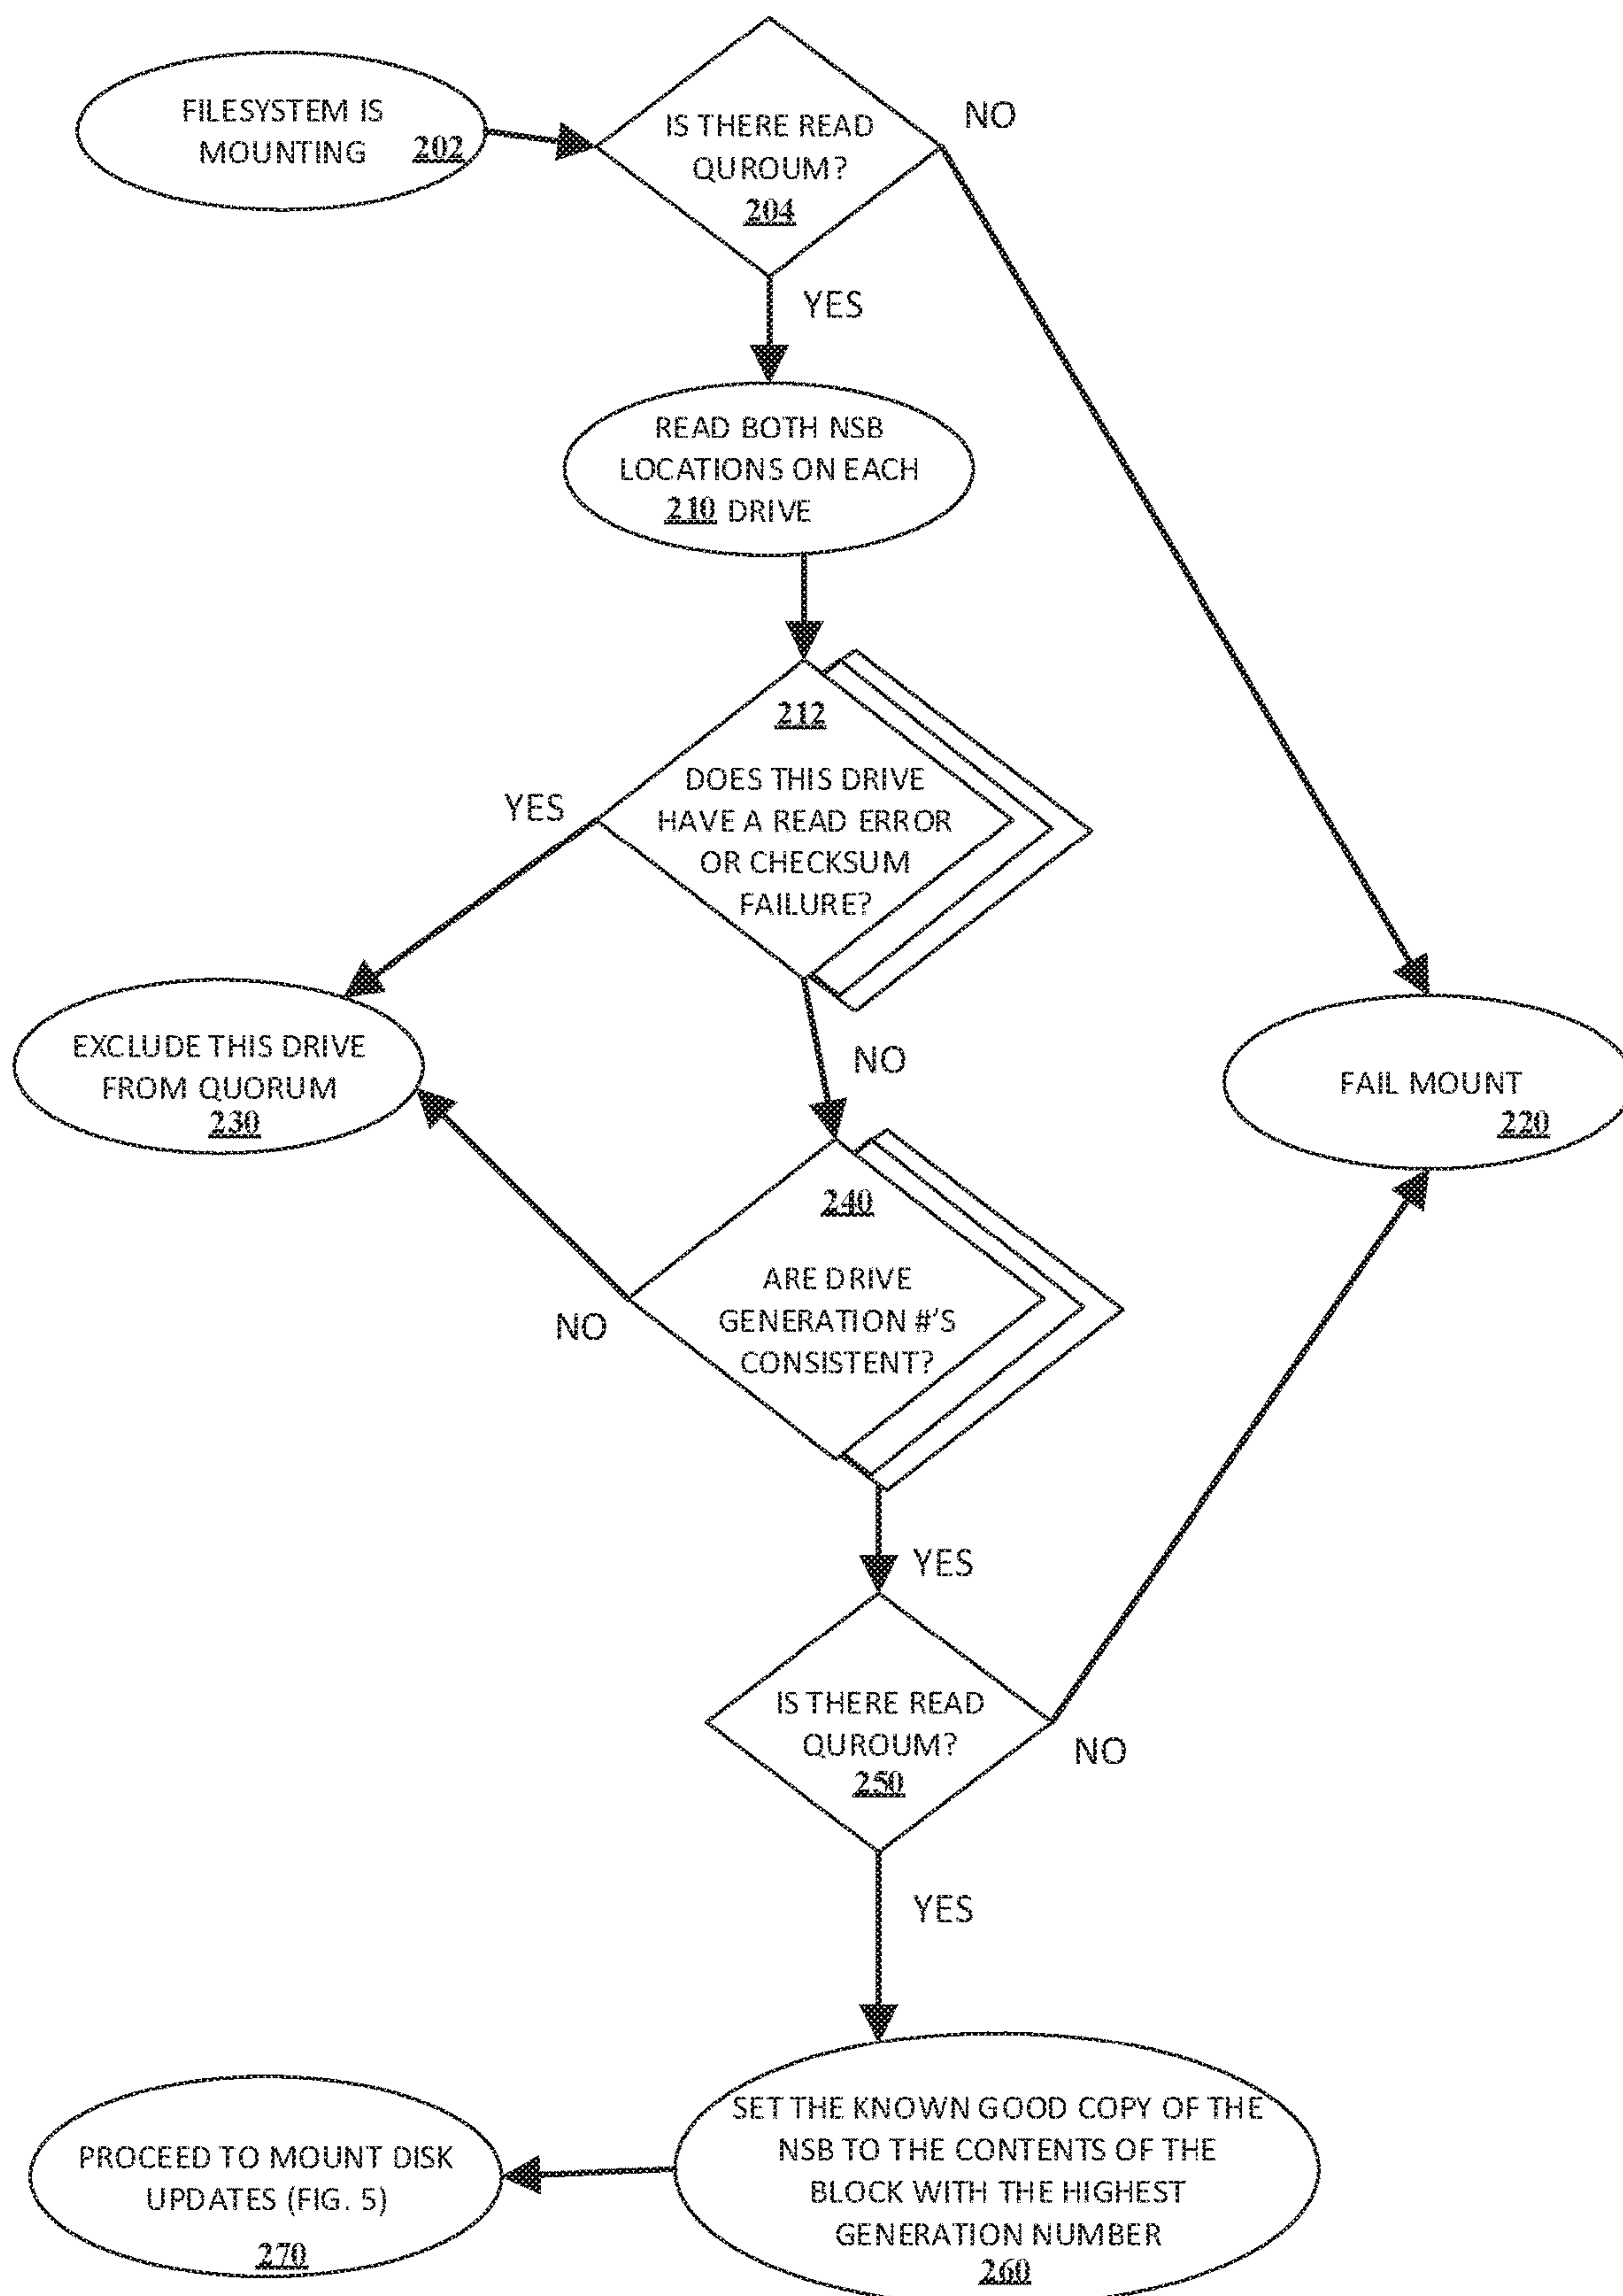 FILESYSTEM IS
MOUNTING 202
IS THERE READ
QUROUM?
204
NO
YES
READ BOTH NSB
LOCATIONS ON EACH
210 DRIVE
212
DOES THIS DRIVE
HAVE A READ ERROR
OR CHECKSUM
FAILURE?
YES
NO
EXCLUDE THIS DRIVE
FROM QUORUM
230
FAIL MOUNT
220
240
ARE DRIVE
GENERATION #'S
CONSISTENT?
NO
YES
IS THERE READ
QUROUM?
250
NO
YES
SET THE KNOWN GOOD COPY OF THE
NSB TO THE CONTENTS OF THE
BLOCK WITH THE HIGHEST
GENERATION NUMBER
260
PROCEED TO MOUNT DISK
UPDATES (FIG. 5)
270